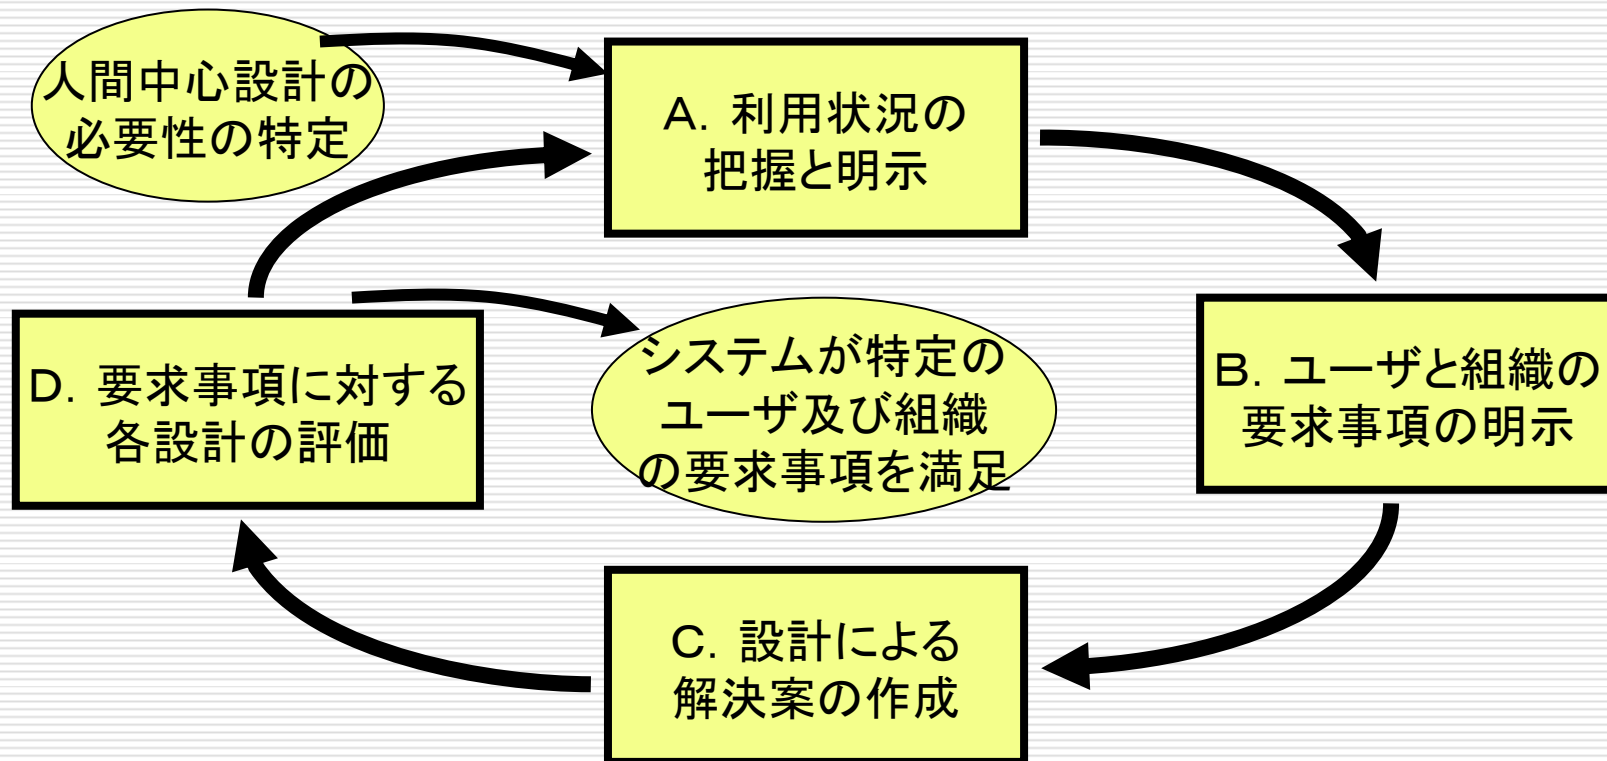 人間中心設計の
必要性の特定
A. 利用状況の
把握と明示
B. ユーザと組織の
要求事項の明示
C. 設計による
解決案の作成
D. 要求事項に対する
各設計の評価
システムが特定の
ユーザ及び組織
の要求事項を満足